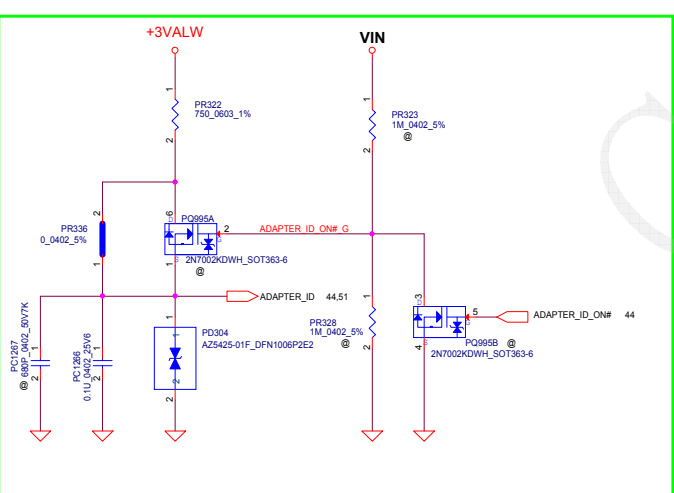 +3VALW
VIN
1
PR322
750_0603_1%
2
1
PR323
1M_0402_5%
@
2
2
PR336
0_0402_5%
1
6
PQ995A
2
ADAPTER_ID_ON#_G
2N7002KDWH_SOT363-6
1
@
ADAPTER_ID 44,51
1
PR328
1M_0402_5%
@
2
3
5
ADAPTER_ID_ON# 44
4
PQ995B @
2N7002KDWH_SOT363-6
1
1
PD304
AZ5425-01F_DFN1006P2E2
2
2
PC1267
@ 680P_0402_50V7K
1
2
PC1266
0.1U_0402_25V6
1
2